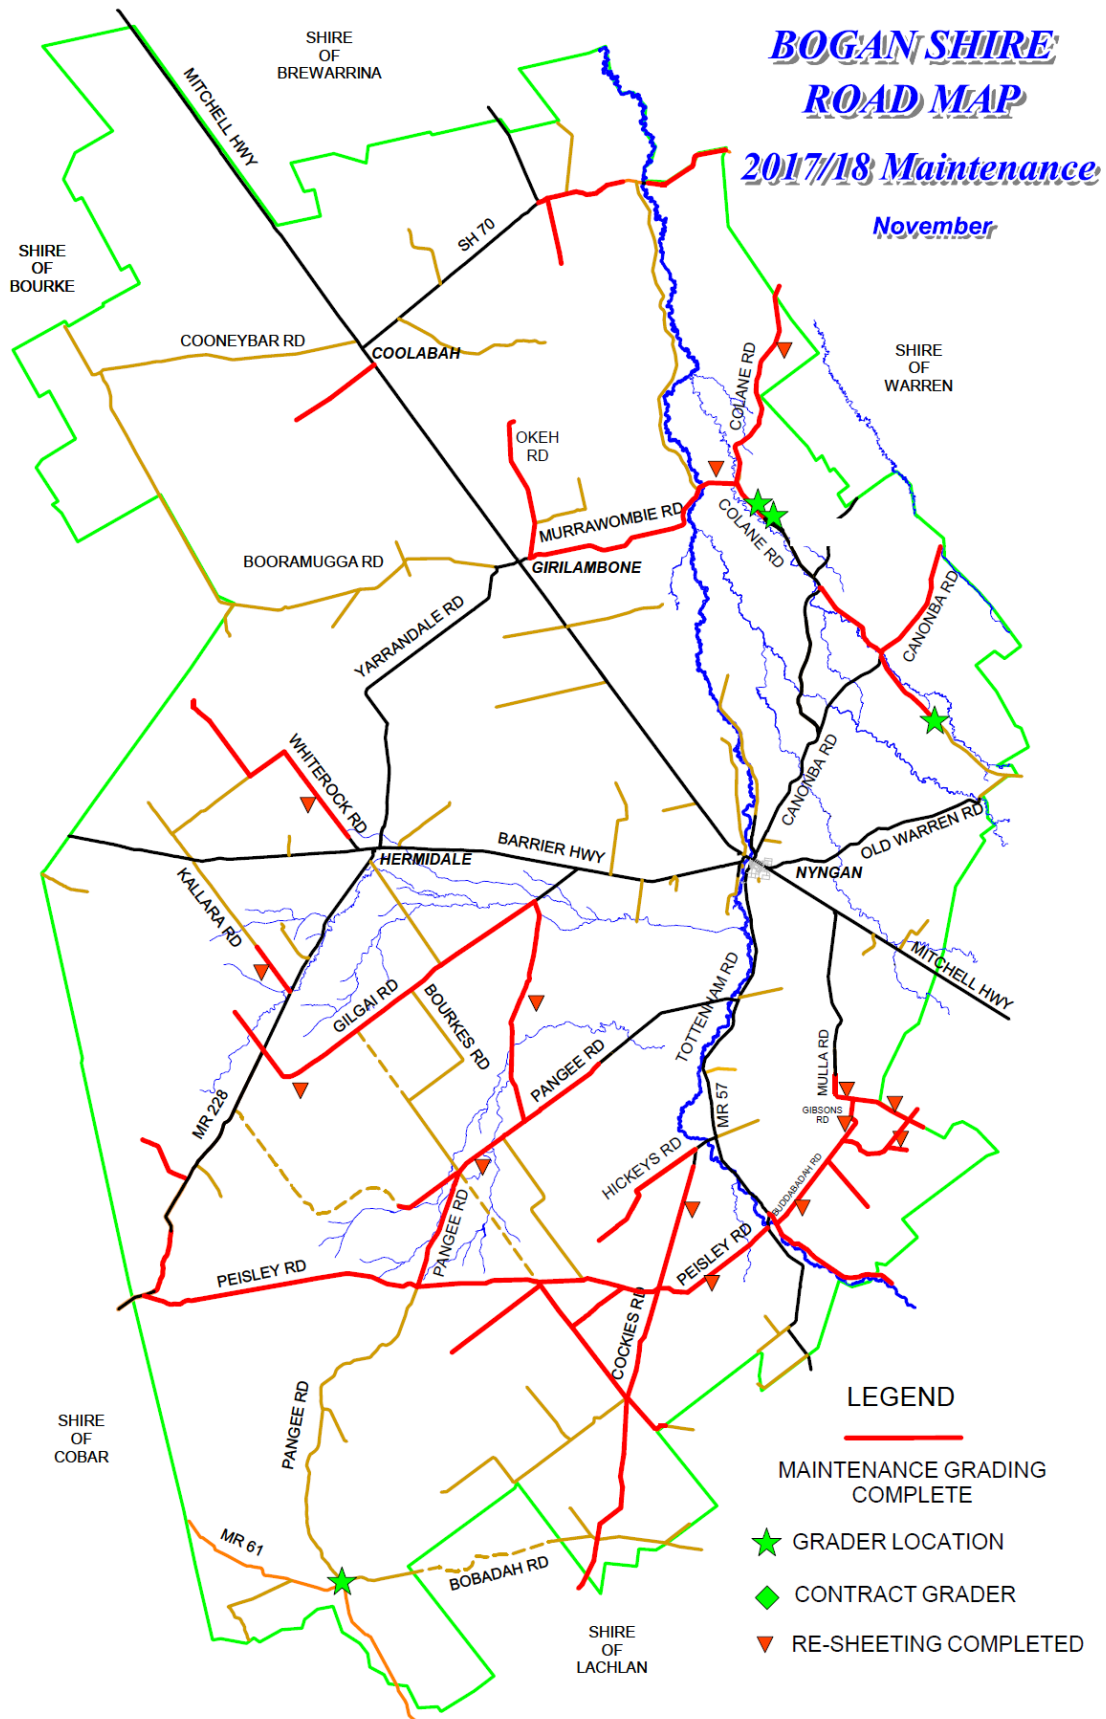 BOGAN SHIRE
ROAD MAP
2017/18 Maintenance
November
SHIRE
OF
BREWARRINA
MITCHELL HWY
SHIRE
OF
BOURKE
SH 70
COONEYBAR RD
COOLABAH
SHIRE
OF
WARREN
COLANE RD
OKEH
RD
MURRAWOMBIE RD
COLANE RD
BOORAMUGGA RD
GIRILAMBONE
YARRANDALE RD
CANONBA RD
WHITEROCK RD
CANONBA RD
BARRIER HWY
OLD WARREN RD
HERMIDALE
NYNGAN
KALLARA RD
MITCHELL HWY
GILGAI RD
BOURKES RD
TOTTENHAM RD
PANGEE RD
MULLA RD
MR 228
MR 57
GIBSONS
RD
HICKEYS RD
BUDDABADAH RD
PANGEE RD
PEISLEY RD
PEISLEY RD
COCKIES RD
PANGEE RD
SHIRE
OF
COBAR
MR 61
BOBADAH RD
SHIRE
OF
LACHLAN
LEGEND
MAINTENANCE GRADING
COMPLETE
GRADER LOCATION
CONTRACT GRADER
RE-SHEETING COMPLETED